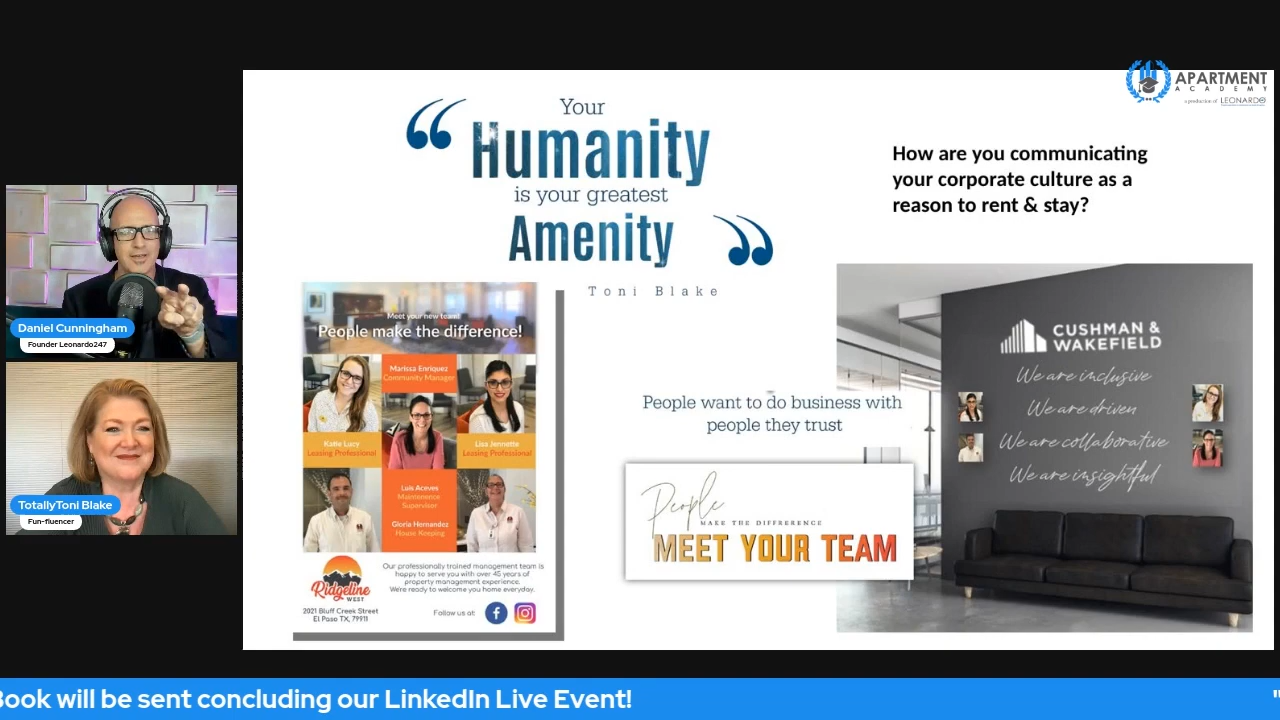 APARTMENT
ACADEMY
a production of LEONARDO
Daniel Cunningham
Founder Leonardo247
TotallyToni Blake
Fun-fluencer
“
Your
Humanity
is your greatest
Amenity
”
Toni Blake
How are you communicating
your corporate culture as a
reason to rent & stay?
Meet your new team!
People make the difference!
Marissa Enriquez
Community Manager
Katie Lucy
Leasing Professional
Lisa Jennette
Leasing Professional
Luis Aceves
Maintenence
Supervisor
Gloria Hernandez
House Keeping
Ridgeline
WEST
2021 Bluff Creek Street
El Paso TX, 79911
Our professionally trained management team is
happy to serve you with over 45 years of
property management experience.
We're ready to welcome you home everyday.
Follow us at:
People want to do business with
people they trust
People
MAKE THE DIFFERENCE
MEET YOUR TEAM
CUSHMAN &
WAKEFIELD
We are inclusive
We are driven
We are collaborative
We are insightful
Book will be sent concluding our LinkedIn Live Event!
"